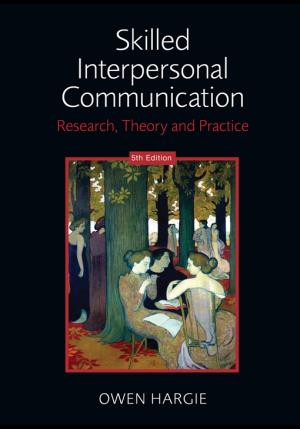 Skilled
Interpersonal
Communication
Research, Theory and Practice
5th Edition
OWEN HARGIE